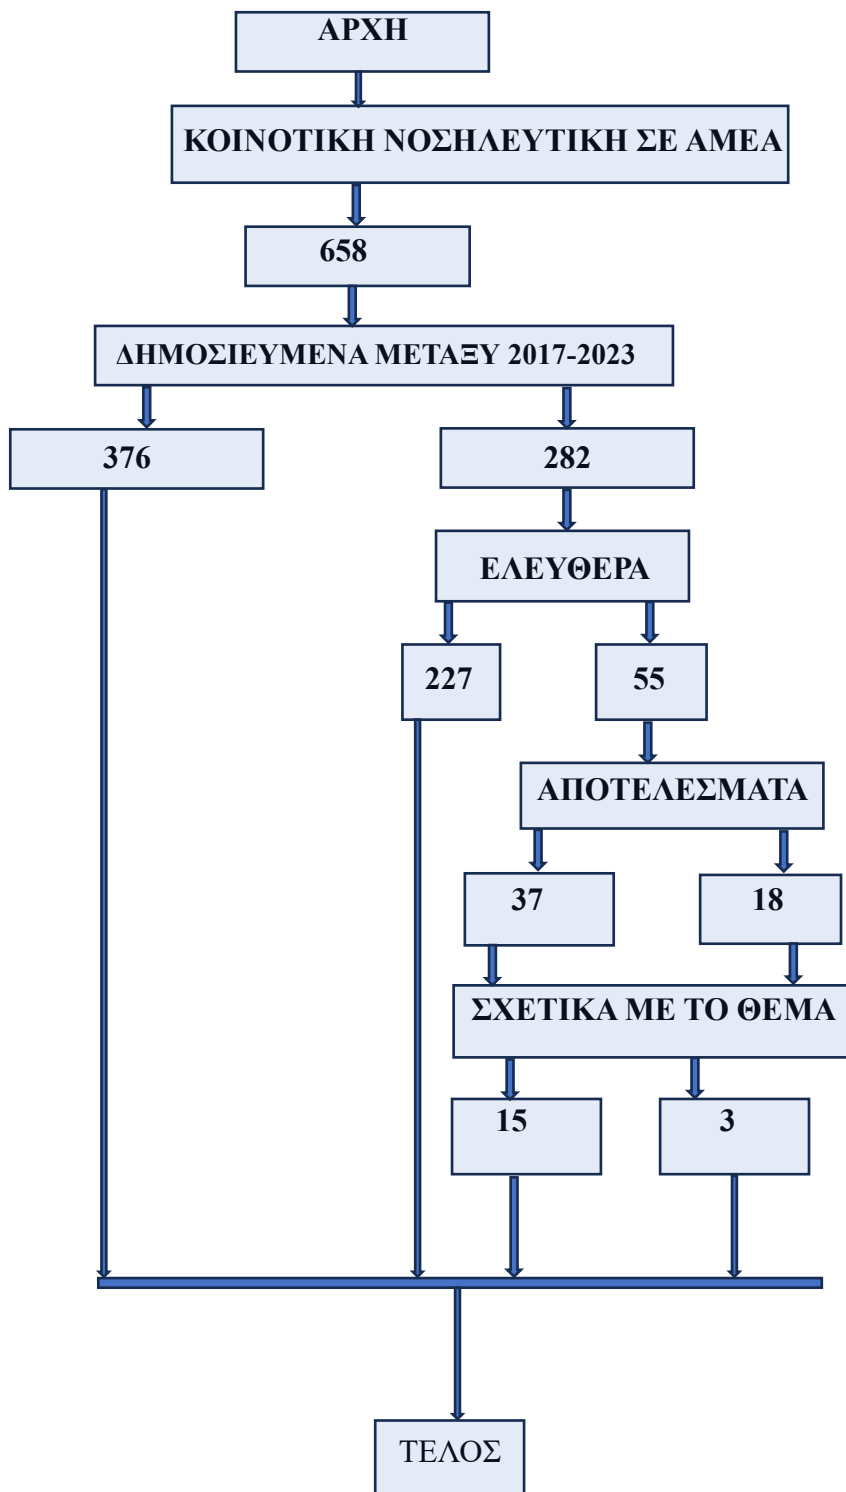 ΑΡΧΗ
ΚΟΙΝΟΤΙΚΗ ΝΟΣΗΛΕΥΤΙΚΗ ΣΕ ΑΜΕΑ
658
ΔΗΜΟΣΙΕΥΜΕΝΑ ΜΕΤΑΞΥ 2017-2023
376
282
ΕΛΕΥΘΕΡΑ
227
55
ΑΠΟΤΕΛΕΣΜΑΤΑ
37
18
ΣΧΕΤΙΚΑ ΜΕ ΤΟ ΘΕΜΑ
15
3
ΤΕΛΟΣ